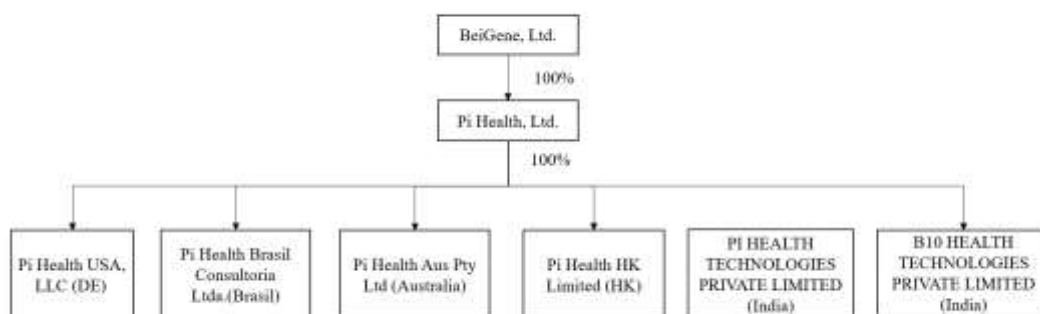 BeiGene, Ltd.
100%
Pi Health, Ltd.
100%
Pi Health USA,
LLC (DE)
Pi Health Brasil
Consultoria
Ltda.(Brasil)
Pi Health Aus Pty
Ltd (Australia)
Pi Health HK
Limited (HK)
PI HEALTH
TECHNOLOGIES
PRIVATE LIMITED
(India)
B10 HEALTH
TECHNOLOGIES
PRIVATE LIMITED
(India)